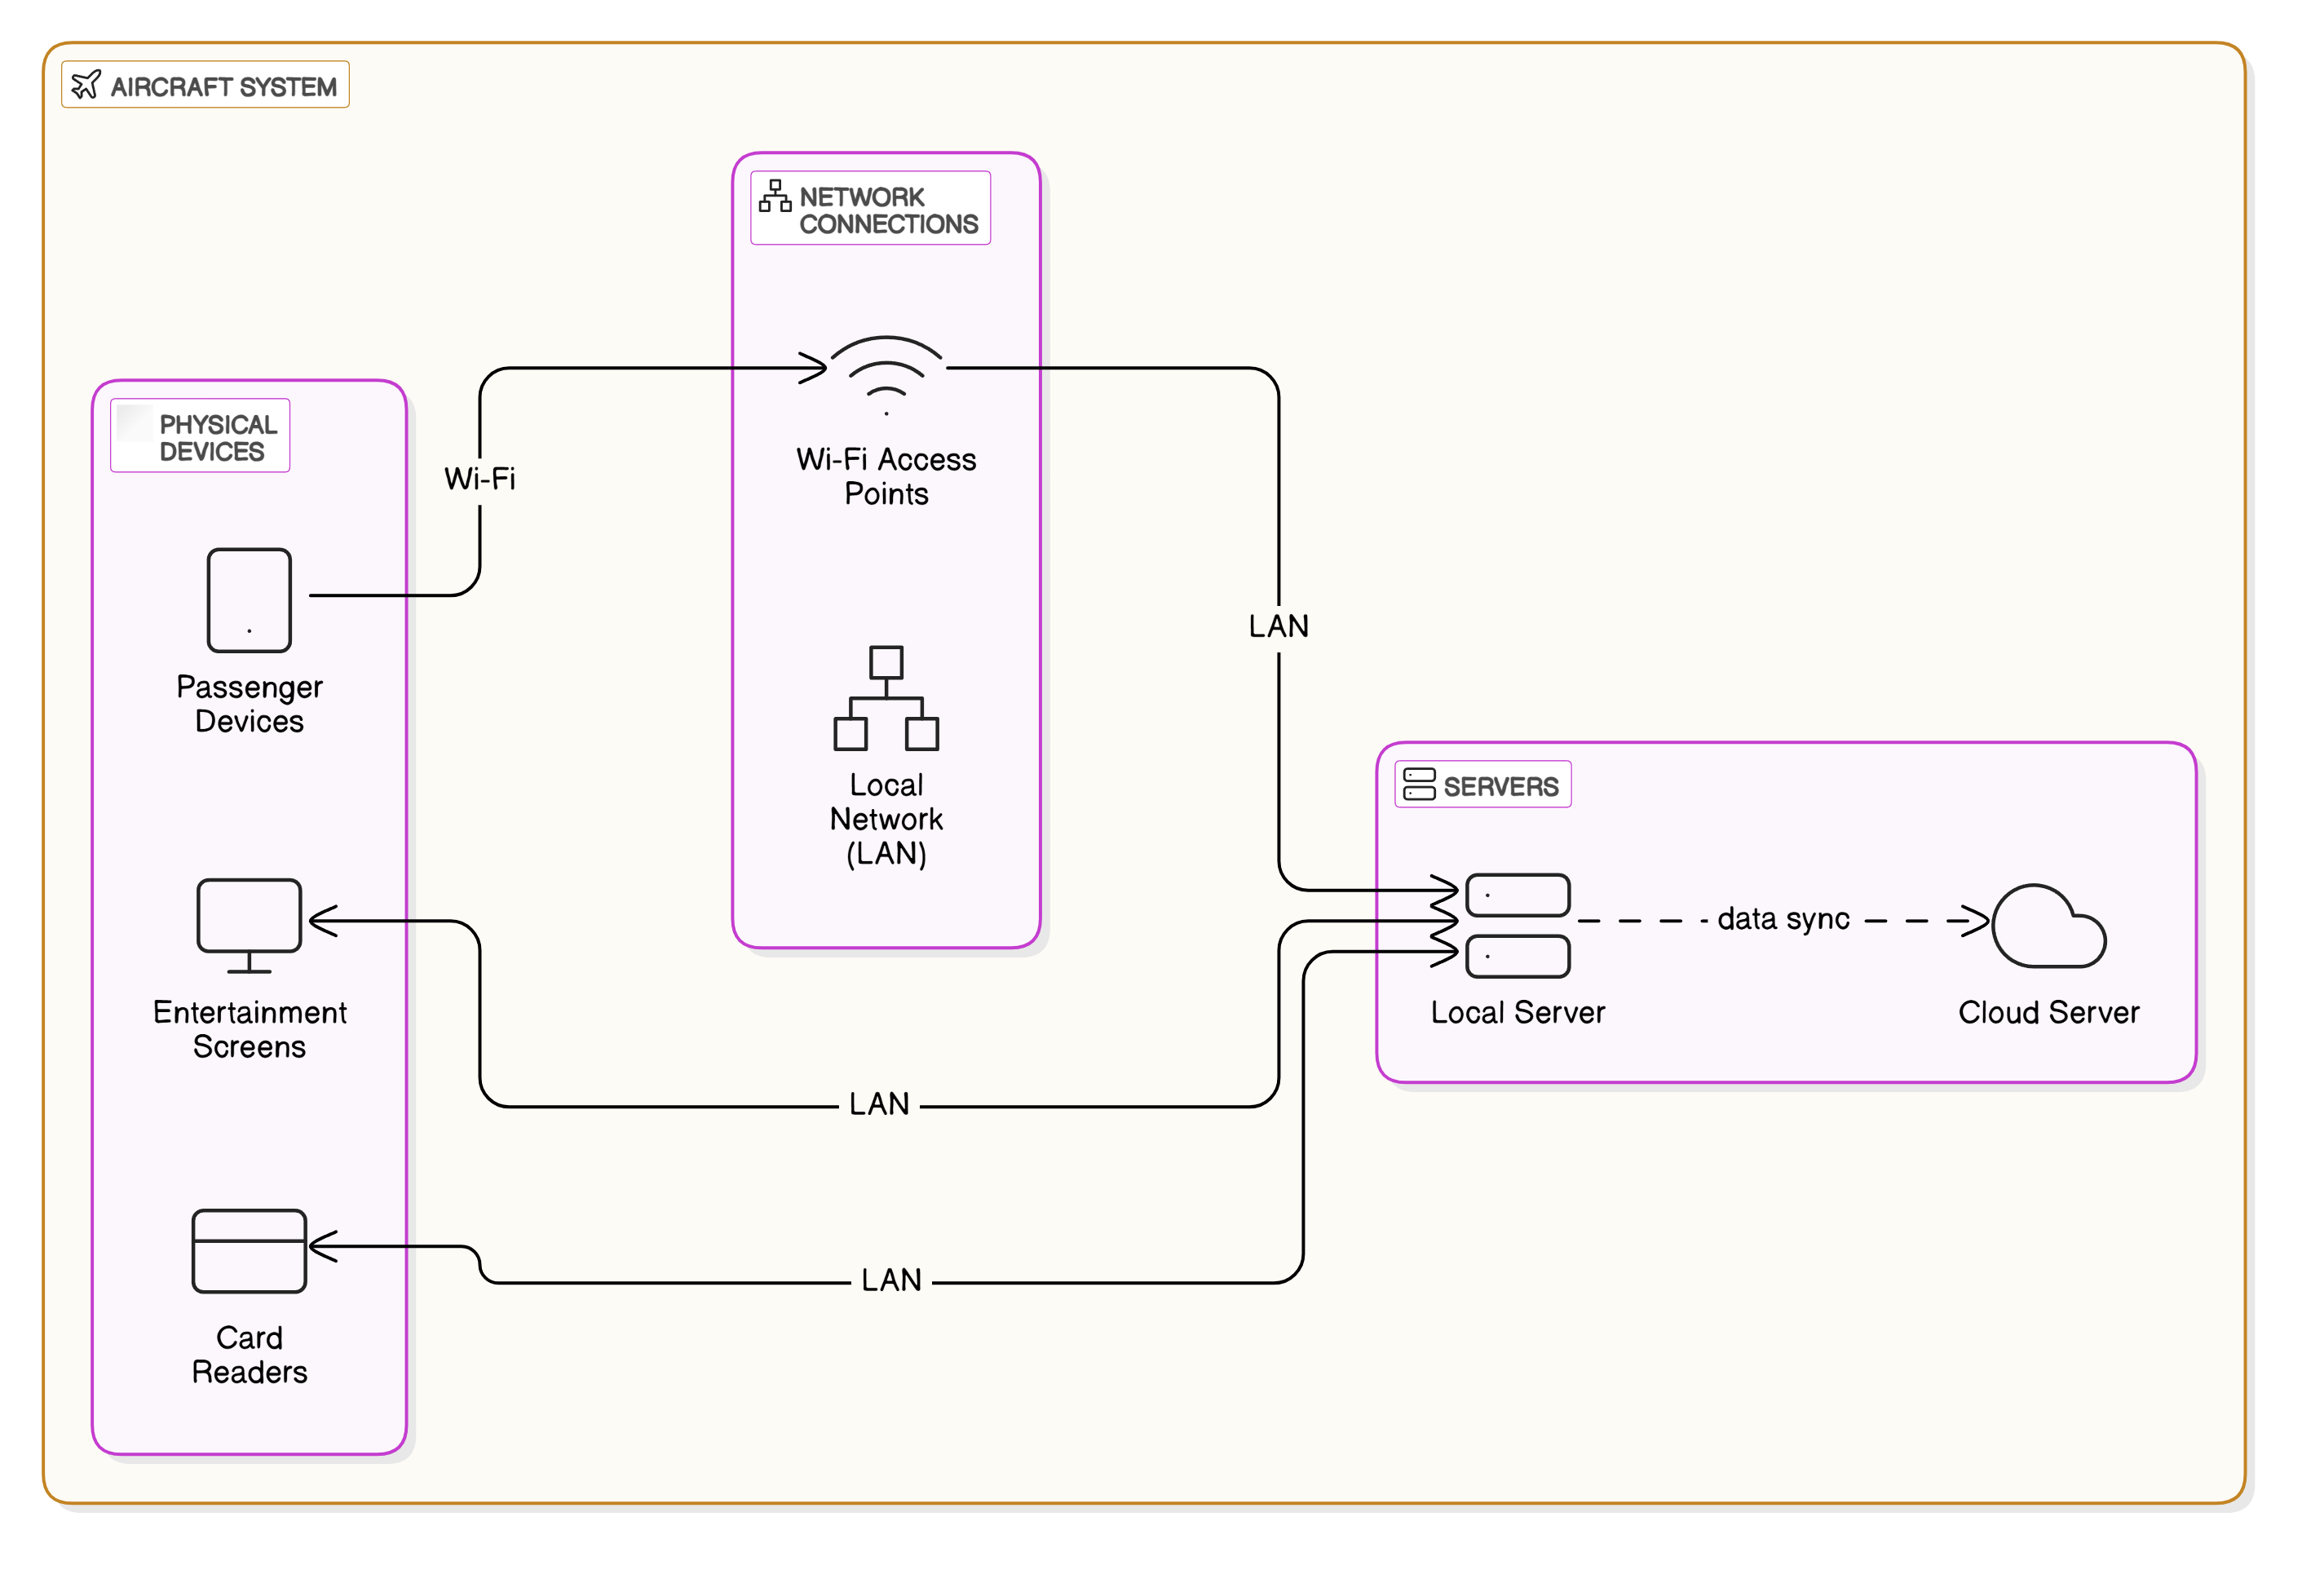 AIRCRAFT SYSTEM
NETWORK
CONNECTIONS
PHYSICAL
DEVICES
Wi-Fi
Wi-Fi Access
Points
LAN
Passenger
Devices
Local
Network
(LAN)
SERVERS
data sync
Local Server
Cloud Server
Entertainment
Screens
LAN
LAN
Card
Readers